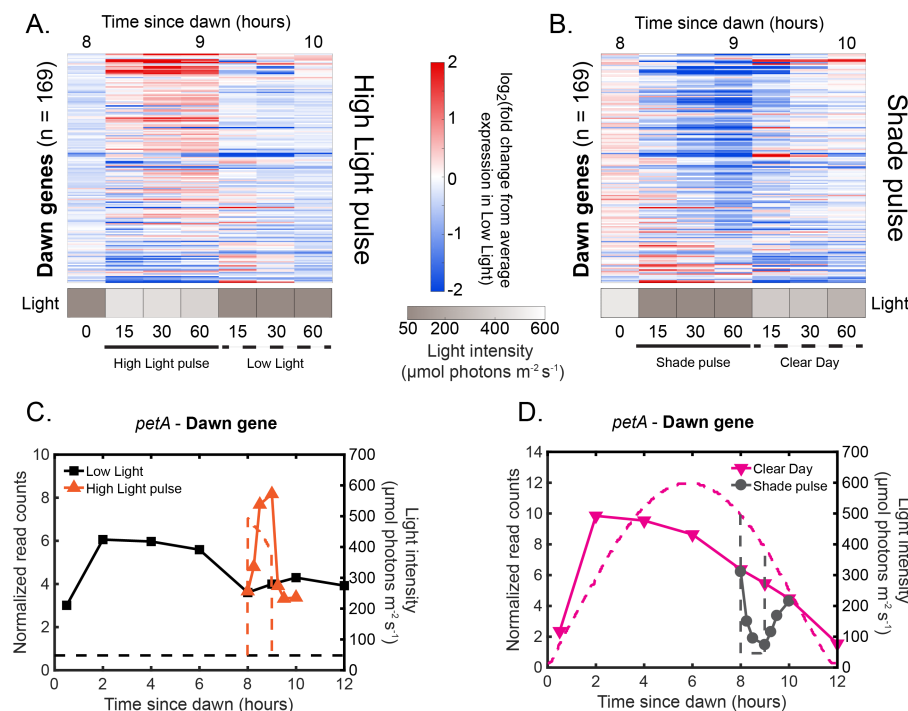 A.
Time since dawn (hours)
8 9 10
Dawn genes (n = 169)
High Light pulse
Light
0 15 30 60 15 30 60
High Light pulse Low Light
2
1
0
-1
-2
log2(fold change from average
expression in Low Light)
50 200 400 600
Light intensity
(μmol photons m-2 s-1)
B.
Time since dawn (hours)
8 9 10
Dawn genes (n = 169)
Shade pulse
Light
0 15 30 60 15 30 60
Shade pulse Clear Day
C.
petA - Dawn gene
Low Light
High Light pulse
Normalized read counts
10
8
6
4
2
0
700
600
500
400
300
200
100
0
Light intensity
(μmol photons m-2 s-1)
0 2 4 6 8 10 12
Time since dawn (hours)
D.
petA - Dawn gene
Clear Day
Shade pulse
Normalized read counts
14
12
10
8
6
4
2
0
700
600
500
400
300
200
100
0
Light intensity
(μmol photons m-2 s-1)
0 2 4 6 8 10 12
Time since dawn (hours)